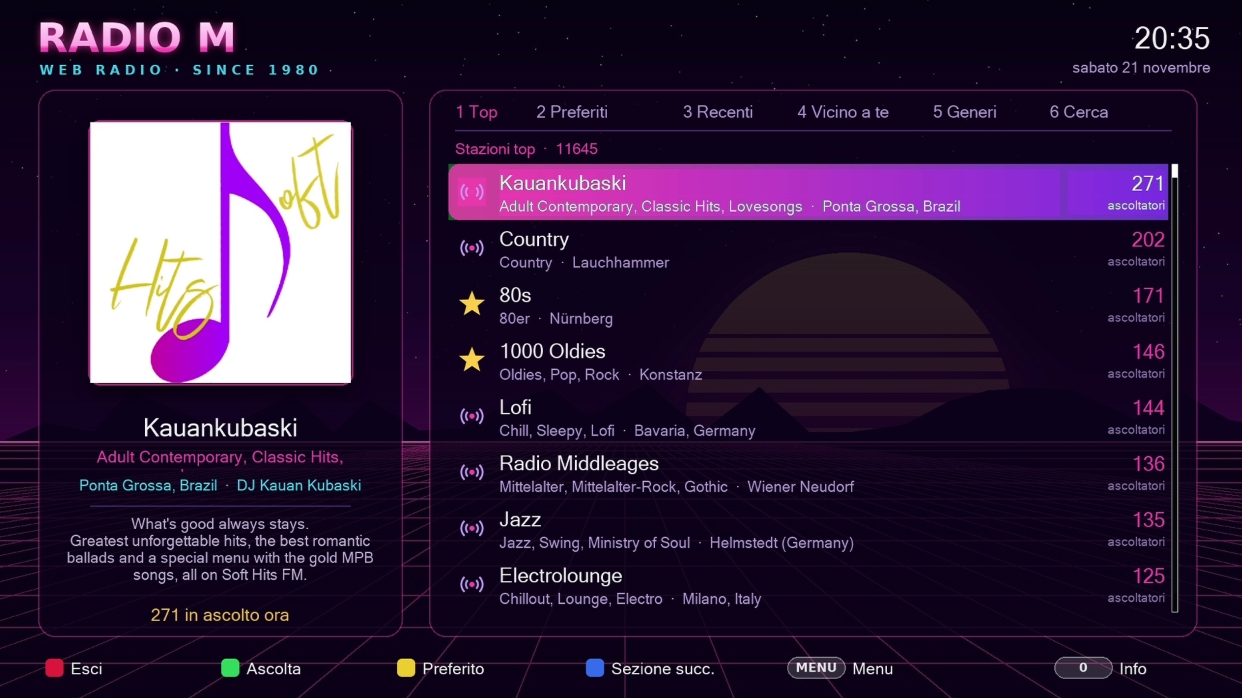 RADIO M
WEB RADIO · SINCE 1980
20:35
sabato 21 novembre
Hits
oft
Kauankubaski
Adult Contemporary, Classic Hits,
Ponta Grossa, Brazil · DJ Kauan Kubaski
What's good always stays.
Greatest unforgettable hits, the best romantic
ballads and a special menu with the gold MPB
songs, all on Soft Hits FM.
271 in ascolto ora
1 Top 2 Preferiti 3 Recenti 4 Vicino a te 5 Generi 6 Cerca
Stazioni top · 11645
Kauankubaski 271
Adult Contemporary, Classic Hits, Lovesongs · Ponta Grossa, Brazil ascoltatori
Country 202
Country · Lauchhammer ascoltatori
80s 171
80er · Nürnberg ascoltatori
1000 Oldies 146
Oldies, Pop, Rock · Konstanz ascoltatori
Lofi 144
Chill, Sleepy, Lofi · Bavaria, Germany ascoltatori
Radio Middleages 136
Mittelalter, Mittelalter-Rock, Gothic · Wiener Neudorf ascoltatori
Jazz 135
Jazz, Swing, Ministry of Soul · Helmstedt (Germany) ascoltatori
Electrolounge 125
Chillout, Lounge, Electro · Milano, Italy ascoltatori
Esci Ascolta Preferito Sezione succ. MENU Menu 0 Info